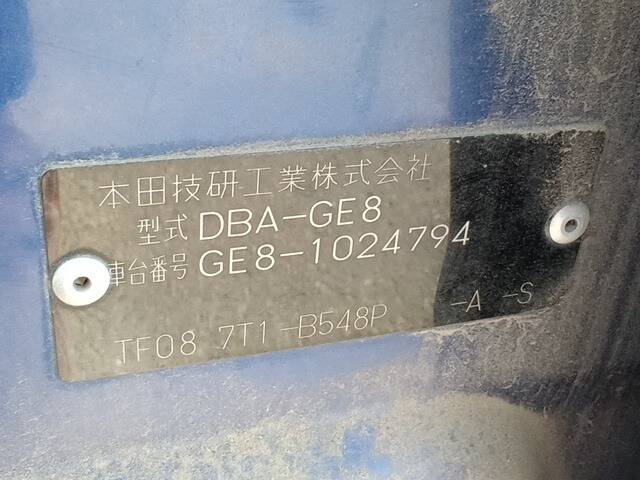 本田技研工業株式会社
型式 DBA-GE8
車台番号 GE8-1024794
TF08 7T1 -B548P -A -S